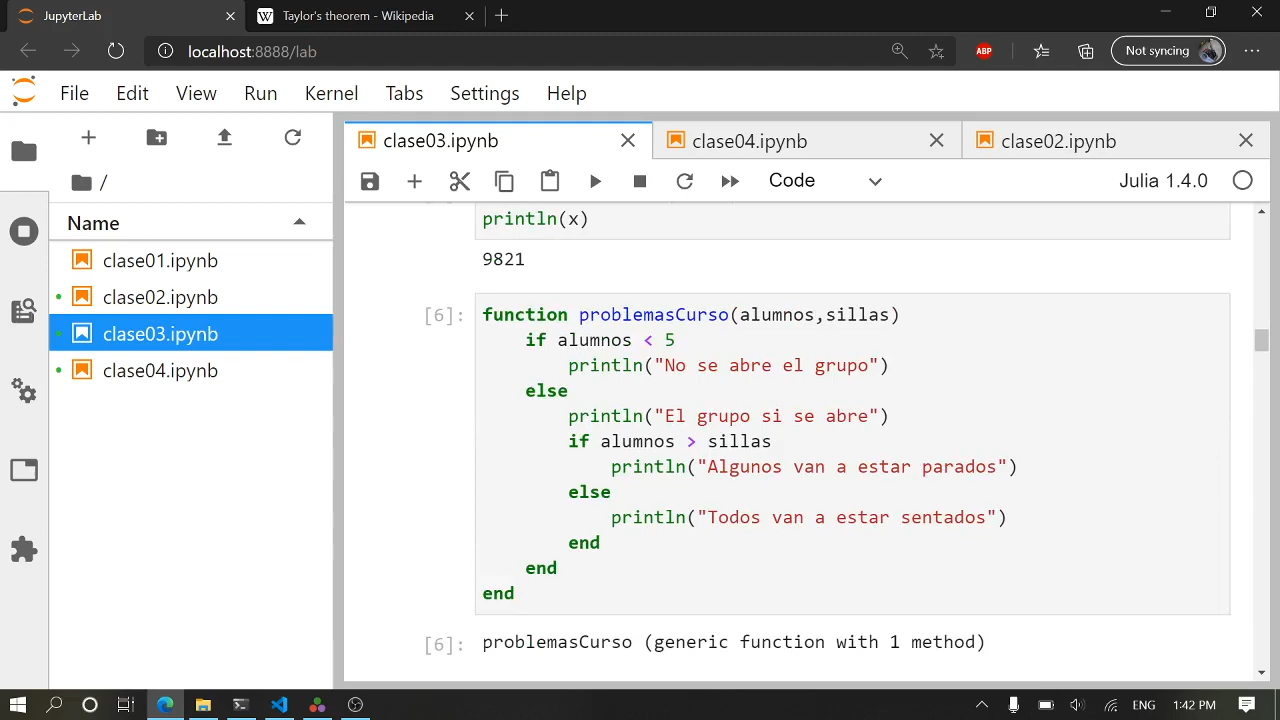 JupyterLab
W Taylor's theorem - Wikipedia
localhost:8888/lab
ABP
Not syncing
File Edit View Run Kernel Tabs Settings Help
clase03.ipynb
clase04.ipynb
clase02.ipynb
/
Code
Julia 1.4.0
Name
clase01.ipynb
clase02.ipynb
clase03.ipynb
clase04.ipynb
println(x)
9821
[6]:
function problemasCurso(alumnos,sillas)
if alumnos < 5
println("No se abre el grupo")
else
println("El grupo si se abre")
if alumnos > sillas
println("Algunos van a estar parados")
else
println("Todos van a estar sentados")
end
end
end
[6]:
problemasCurso (generic function with 1 method)
ENG
1:42 PM